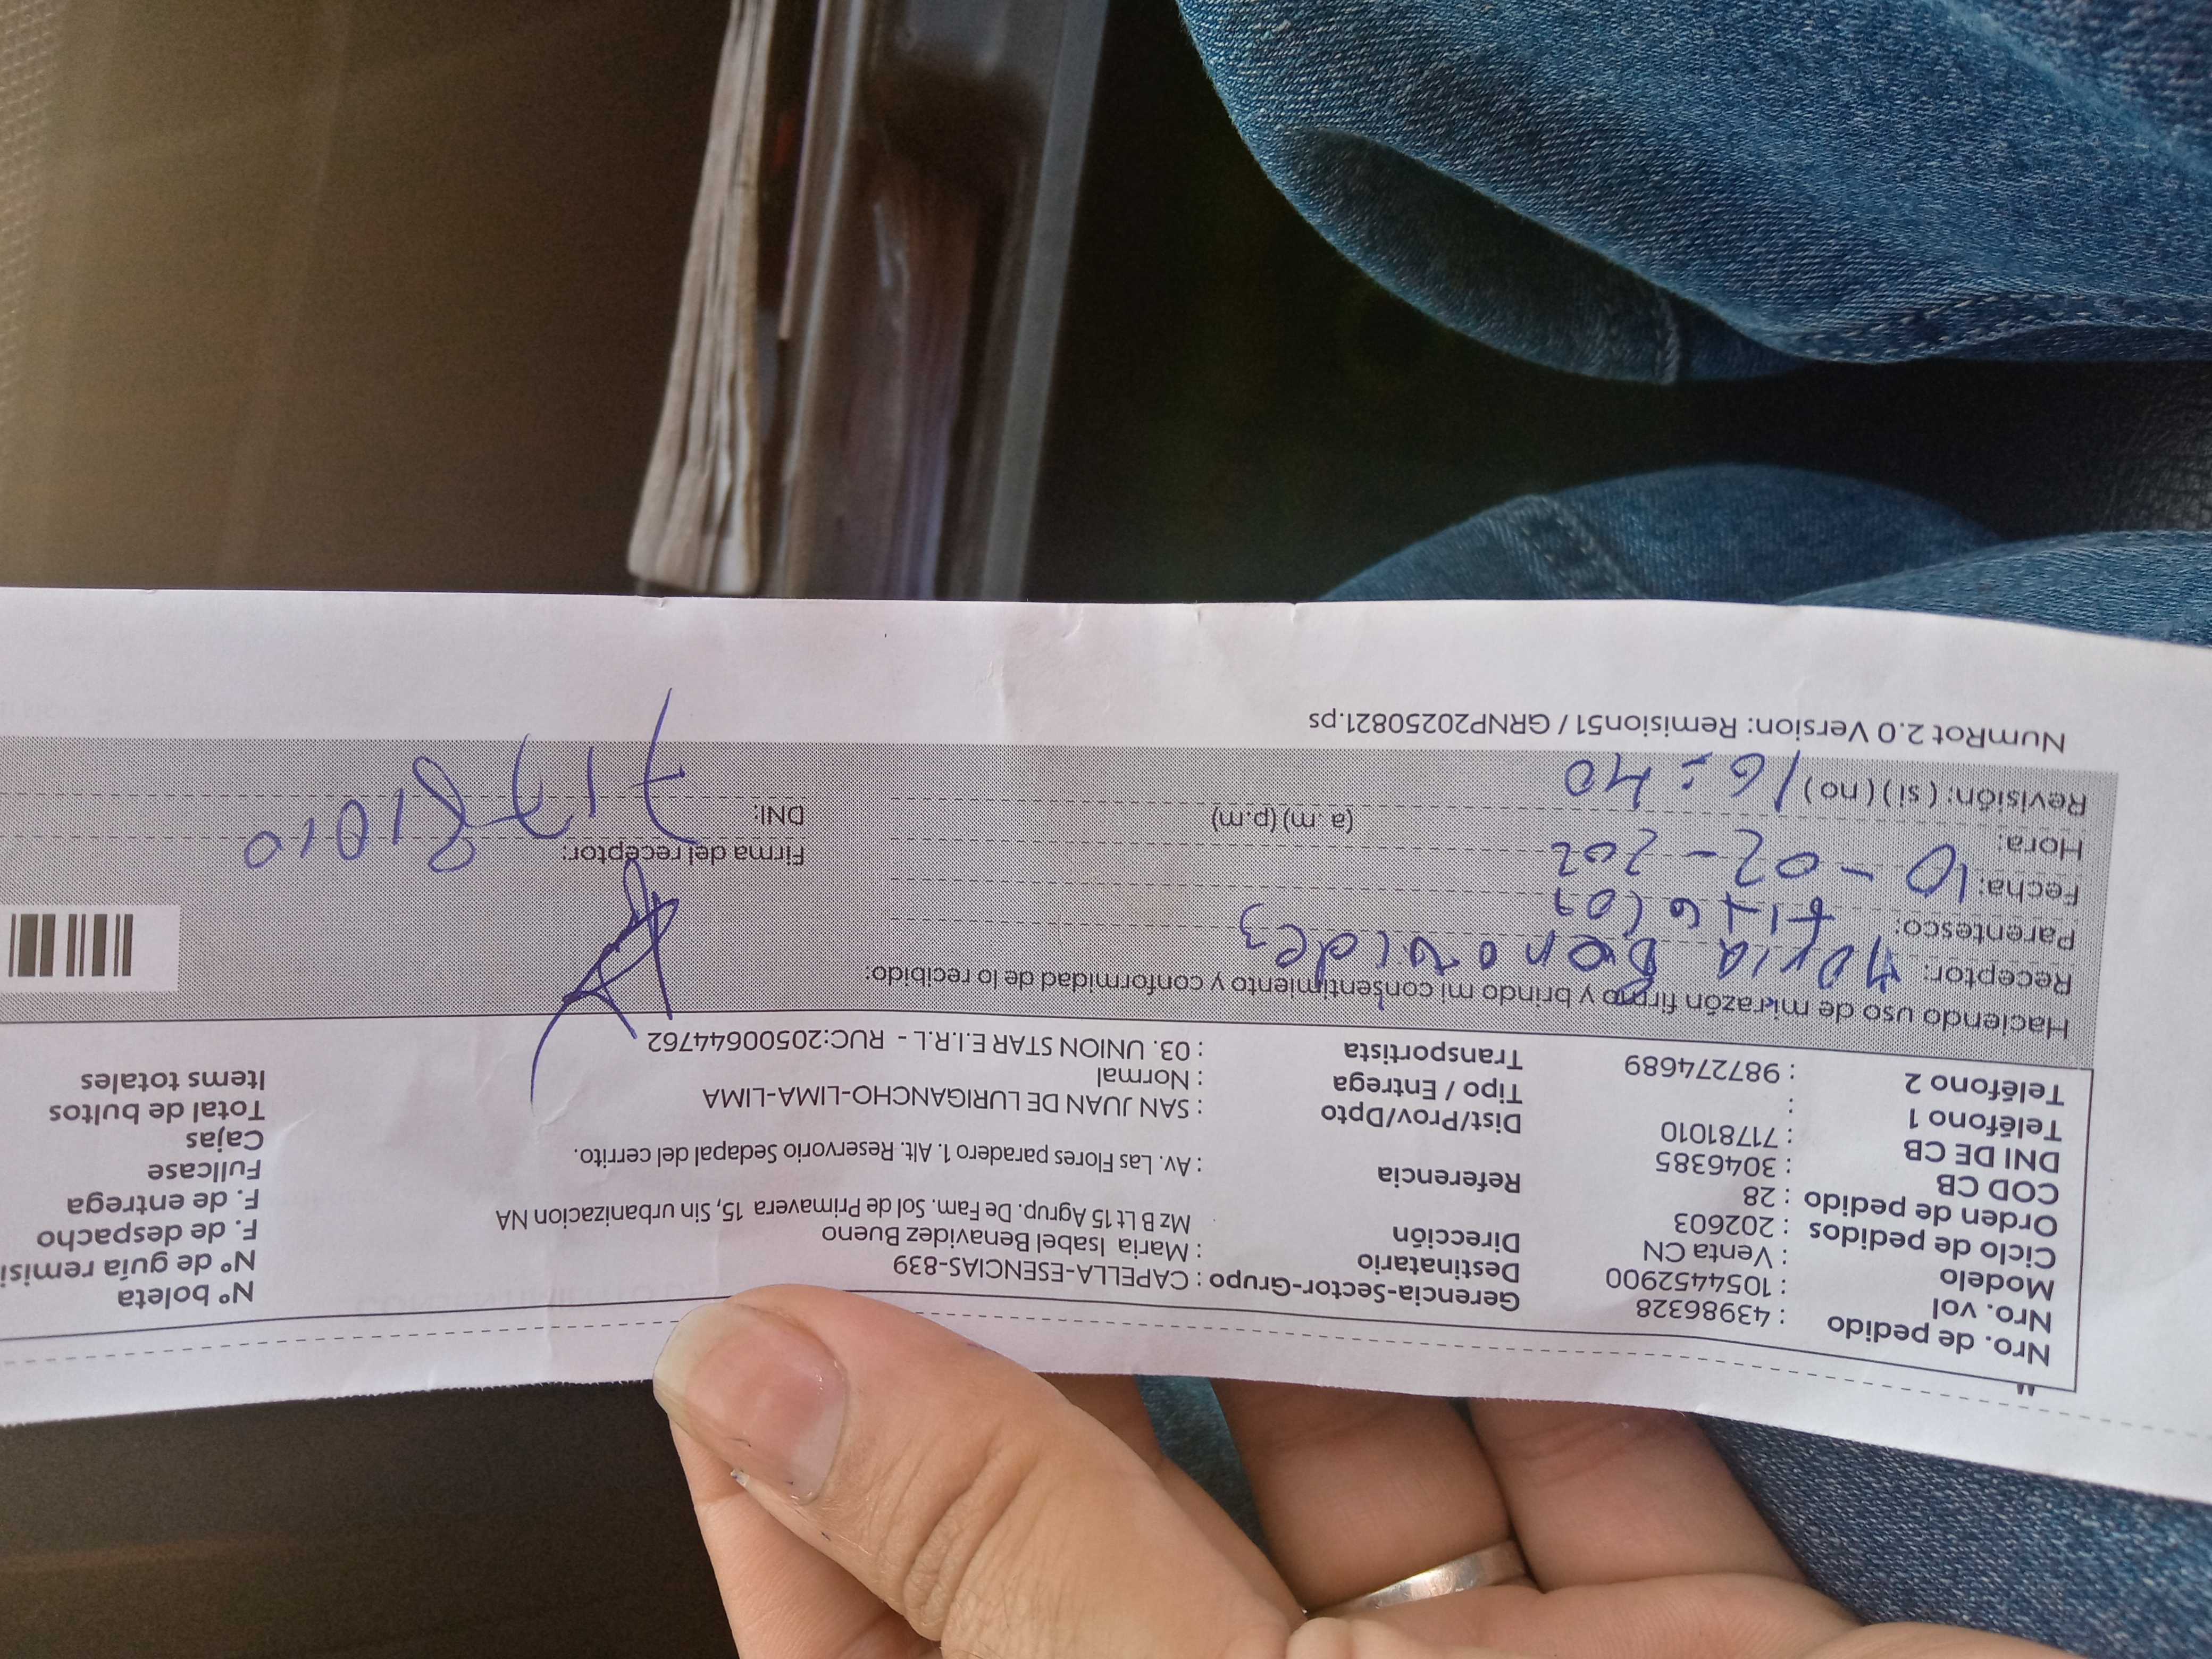 Nro. de pedido : 43986328 Gerencia-Sector-Grupo : CAPELLA-ESENCIAS-839 Nº boleta
Nro. vol : 1054452900 Destinatario : Maria Isabel Benavidez Bueno Nº de guía remisi
Modelo : Venta CN Dirección Mz B Lt 15 Agrup. De Fam. Sol de Primavera 15, Sin urbanizacion NA F. de despacho
Ciclo de pedidos : 202603 F. de entrega
Orden de pedido : 28 Referencia : Av. Las Flores paradero 1. Alt. Reservorio Sedapal del cerrito. Fullcase
COD CB : 3046385 Cajas
DNI DE CB : 71781010 Dist/Prov/Dpto : SAN JUAN DE LURIGANCHO-LIMA-LIMA Total de bultos
Teléfono 1 : Tipo / Entrega : Normal Items totales
Teléfono 2 : 987274689 Transportista : 03. UNION STAR E.I.R.L - RUC:20500644762
Haciendo uso de mi razón firmo y brindo mi consentimiento y conformidad de lo recibido:
Receptor:
Parentesco:
Fecha: 10 - 02 - 202 Firma del receptor:
Hora: (a. m) (p.m) DNI: 71781010
Revisión: ( si ) ( no ) 16:40
NumRot 2.0 Version: Remision51 / GRNP20250821.ps